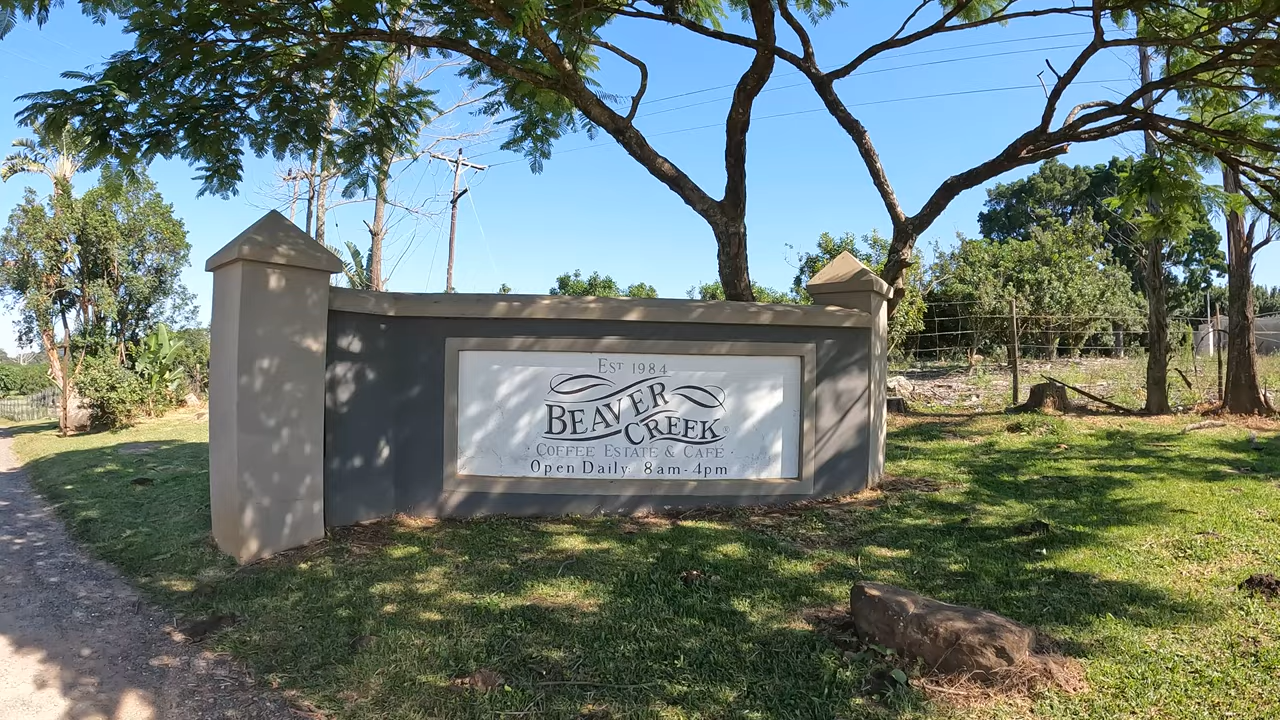 EST 1984
BEAVER
CREEK®
· COFFEE ESTATE & CAFE ·
Open Daily 8am - 4pm